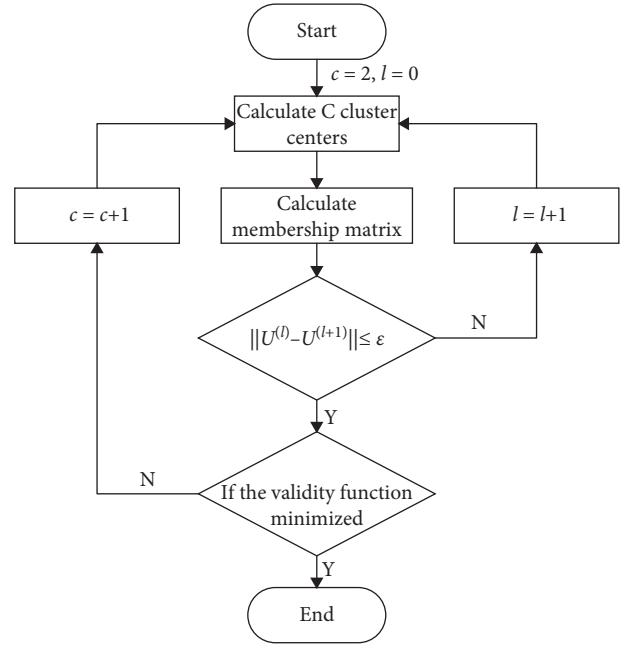 Start
c = 2, l = 0
Calculate C cluster
centers
c = c+1
Calculate
membership matrix
l = l+1
||U⁽ˡ⁾–U⁽ˡ⁺¹⁾||≤ ε
N
Y
N
If the validity function
minimized
Y
End